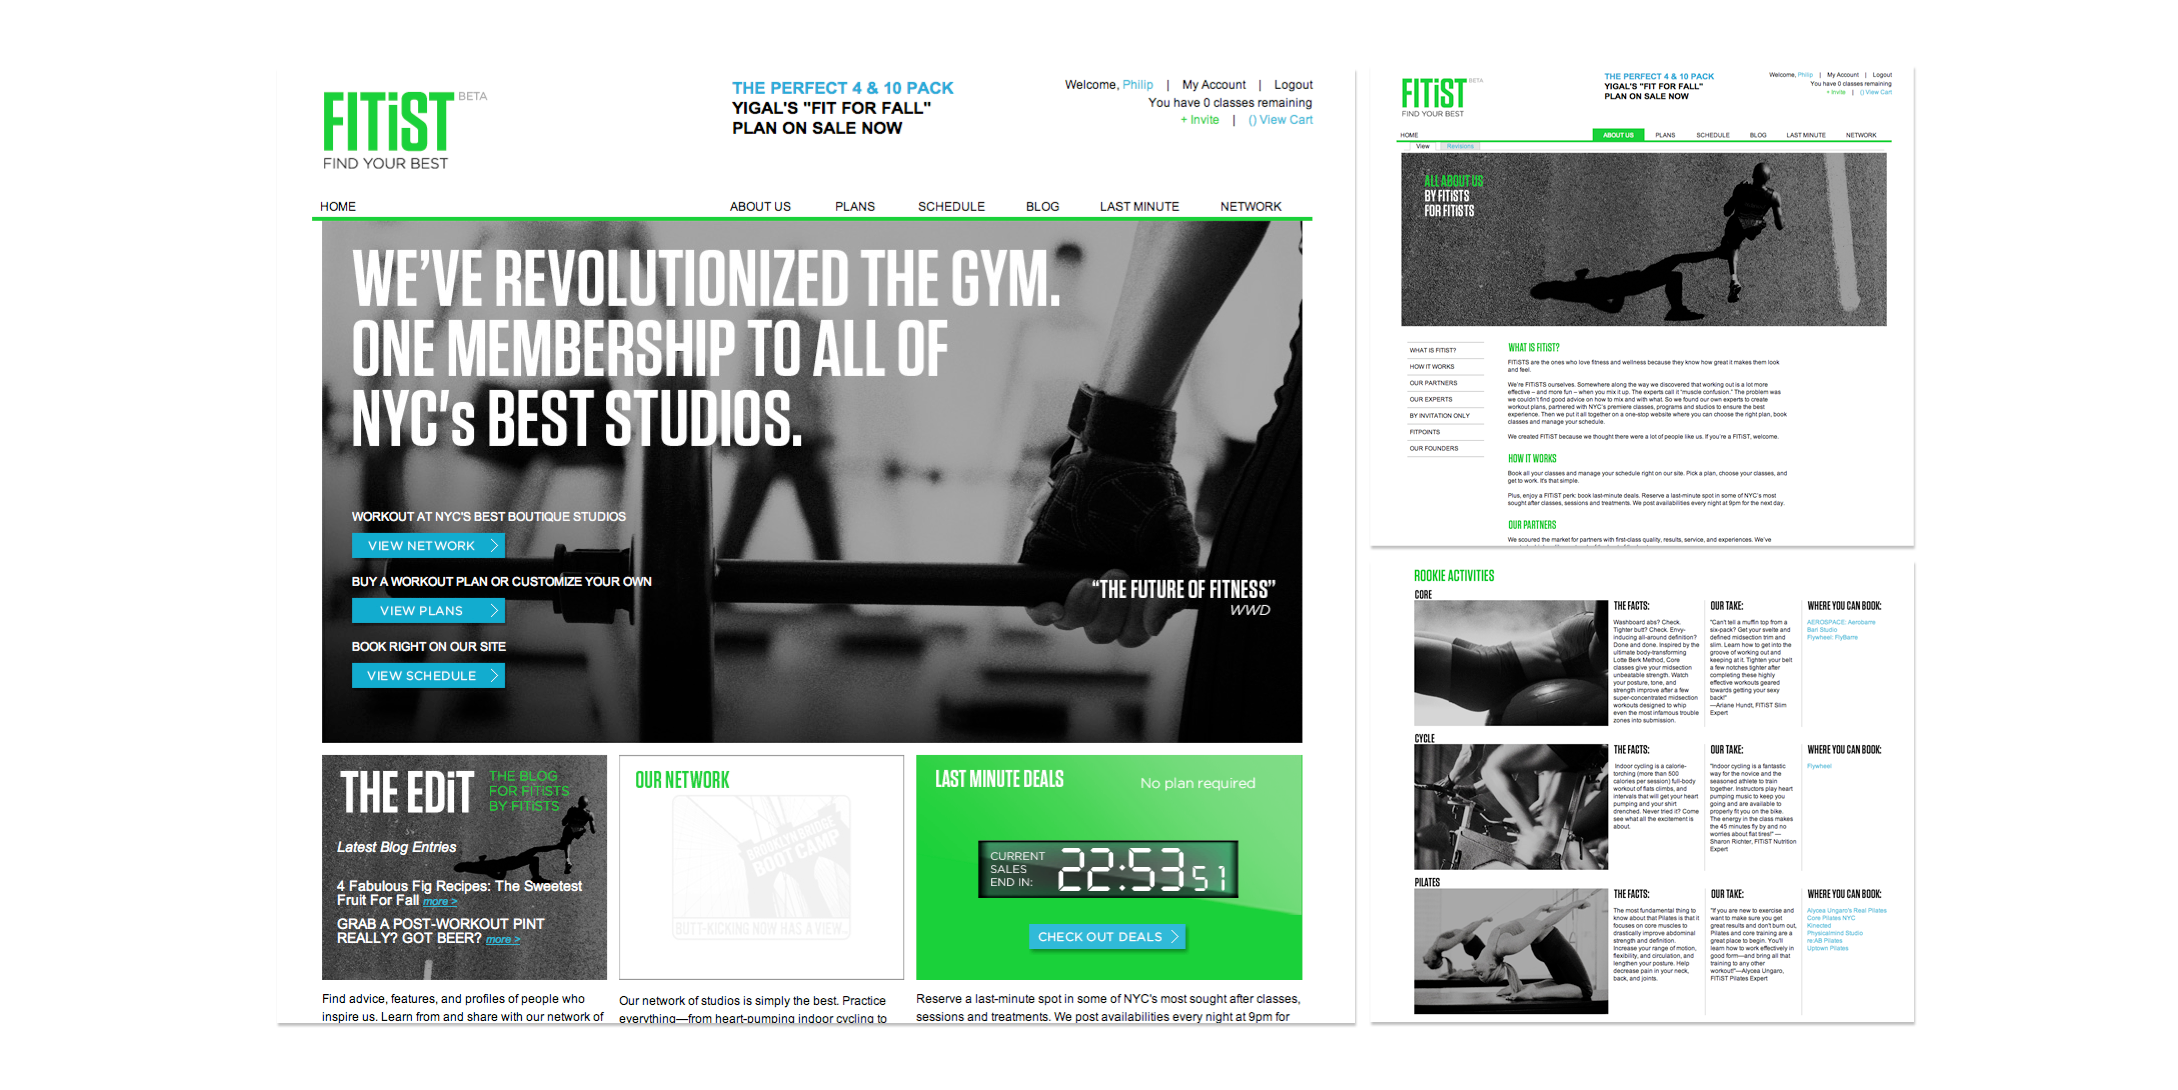 FITiST BETA
FIND YOUR BEST
THE PERFECT 4 & 10 PACK
YIGAL'S "FIT FOR FALL"
PLAN ON SALE NOW
Welcome, Philip | My Account | Logout
You have 0 classes remaining
+ Invite | () View Cart
HOME ABOUT US PLANS SCHEDULE BLOG LAST MINUTE NETWORK
WE'VE REVOLUTIONIZED THE GYM.
ONE MEMBERSHIP TO ALL OF
NYC's BEST STUDIOS.
WORKOUT AT NYC'S BEST BOUTIQUE STUDIOS
VIEW NETWORK
BUY A WORKOUT PLAN OR CUSTOMIZE YOUR OWN
VIEW PLANS
BOOK RIGHT ON OUR SITE
VIEW SCHEDULE
"THE FUTURE OF FITNESS"
WWD
THE EDiT
THE BLOG
FOR FITiSTS
BY FITiSTS
Latest Blog Entries
4 Fabulous Fig Recipes: The Sweetest
Fruit For Fall more >
GRAB A POST-WORKOUT PINT
REALLY? GOT BEER? more >
Find advice, features, and profiles of people who
inspire us. Learn from and share with our network of
OUR NETWORK
BROOKLYN BRIDGE
BOOT CAMP
BUTT-KICKING NOW HAS A VIEW...
Our network of studios is simply the best. Practice
everything—from heart-pumping indoor cycling to
LAST MINUTE DEALS
No plan required
CURRENT
SALES
END IN:
22:53 51
CHECK OUT DEALS
Reserve a last-minute spot in some of NYC's most sought after classes,
sessions and treatments. We post availabilities every night at 9pm for
FITiST BETA
FIND YOUR BEST
THE PERFECT 4 & 10 PACK
YIGAL'S "FIT FOR FALL"
PLAN ON SALE NOW
Welcome, Philip | My Account | Logout
You have 0 classes remaining
+ Invite | () View Cart
HOME ABOUT US PLANS SCHEDULE BLOG LAST MINUTE NETWORK
View Revisions
ALL ABOUT US
BY FITiSTS
FOR FITiSTS
WHAT IS FITiST?
HOW IT WORKS
OUR PARTNERS
OUR EXPERTS
BY INVITATION ONLY
FITPOINTS
OUR FOUNDERS
WHAT IS FITiST?
FITiSTS are the ones who love fitness and wellness because they know how great it makes them look
and feel.
We're FITiSTS ourselves. Somewhere along the way we discovered that working out is a lot more
effective – and more fun – when you mix it up. The experts call it "muscle confusion." The problem was
we couldn't find good advice on how to mix and with what. So we found our own experts to create
workout plans, partnered with NYC's premiere classes, programs and studios to ensure the best
experience. Then we put it all together on a one-stop website where you can choose the right plan, book
classes and manage your schedule.
We created FITiST because we thought there were a lot of people like us. If you're a FITiST, welcome.
HOW IT WORKS
Book all your classes and manage your schedule right on our site. Pick a plan, choose your classes, and
get to work. It's that simple.
Plus, enjoy a FITiST perk: book last-minute deals. Reserve a last-minute spot in some of NYC's most
sought after classes, sessions and treatments. We post availabilities every night at 9pm for the next day.
OUR PARTNERS
We scoured the market for partners with first-class quality, results, service, and experiences. We've
ROOKIE ACTIVITIES
CORE
THE FACTS:
Washboard abs? Check.
Tighter butt? Check. Envy-
inducing all-around definition?
Done and done. Inspired by the
ultimate body-transforming
Lotte Berk Method, Core
classes give your midsection
unbeatable strength. Watch
your posture, tone, and
strength improve after a few
super-concentrated midsection
workouts designed to whip
even the most infamous trouble
zones into submission.
OUR TAKE:
"Can't tell a muffin top from a
six-pack? Get your svelte and
defined midsection trim and
slim. Learn how to get into the
groove of working out and
keeping at it. Tighten your belt
a few notches tighter after
completing these highly
effective workouts geared
towards getting your sexy
back!"
—Ariane Hundt, FITiST Slim
Expert
WHERE YOU CAN BOOK:
AEROSPACE: Aerobarre
Bari Studio
Flywheel: FlyBarre
CYCLE
THE FACTS:
Indoor cycling is a calorie-
torching (more than 500
calories per session) full-body
workout of flats climbs, and
intervals that will get your heart
pumping and your shirt
drenched. Never tried it? Come
see what all the excitement is
about.
OUR TAKE:
"Indoor cycling is a fantastic
way for the novice and the
seasoned athlete to train
together. Instructors play heart
pumping music to keep you
going and are available to
properly fit you on the bike.
The energy in the class makes
the 45 minutes fly by and no
worries about flat tires!" —
Sharon Richter, FITiST Nutrition
Expert
WHERE YOU CAN BOOK:
Flywheel
PILATES
THE FACTS:
The most fundamental thing to
know about that Pilates is that it
focuses on core muscles to
drastically improve abdominal
strength and definition.
Increase your range of motion,
flexibility, and circulation, and
lengthen your posture. Help
decrease pain in your neck,
back, and joints.
OUR TAKE:
"If you are new to exercise and
want to make sure you get
great results and don't burn out,
Pilates and core training are a
great place to begin. You'll
learn how to work effectively in
good form—and bring all that
training to any other
workout!"—Alycea Ungaro,
FITiST Pilates Expert
WHERE YOU CAN BOOK:
Alycea Ungaro's Real Pilates
Core Pilates NYC
Kinected
Physicalmind Studio
re:AB Pilates
Uptown Pilates